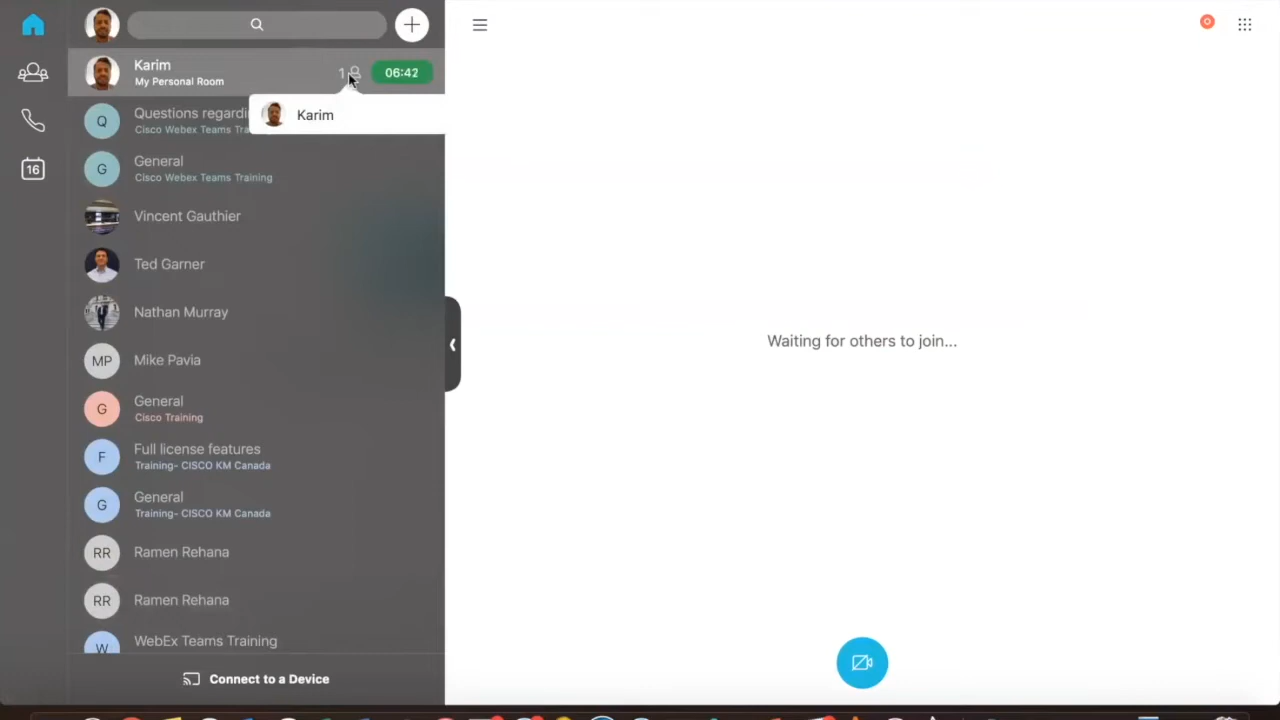 Karim
My Personal Room
1
06:42
Karim
Questions regardi
Cisco Webex Teams Tra
Q
General
Cisco Webex Teams Training
G
16
Vincent Gauthier
Ted Garner
Nathan Murray
MP
Mike Pavia
General
Cisco Training
G
Full license features
Training- CISCO KM Canada
F
General
Training- CISCO KM Canada
G
RR
Ramen Rehana
RR
Ramen Rehana
WebEx Teams Training
W
Connect to a Device
Waiting for others to join...